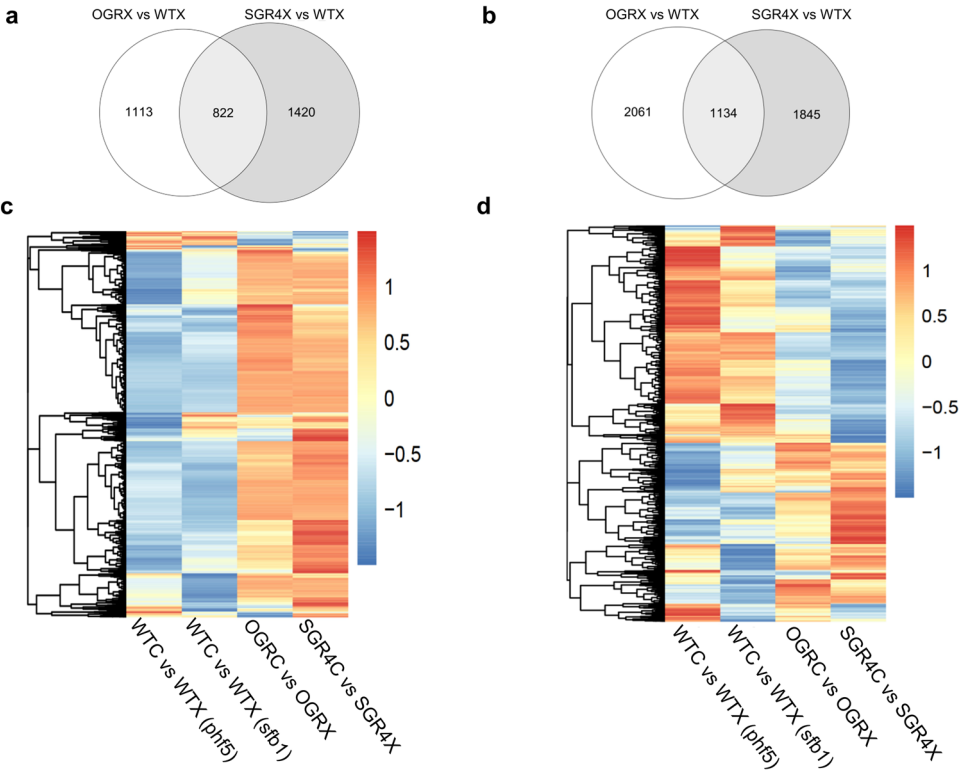 a
OGRX vs WTX
SGR4X vs WTX
1113
822
1420
b
OGRX vs WTX
SGR4X vs WTX
2061
1134
1845
c
1
0.5
0
−0.5
−1
WTC vs WTX (phf5)
WTC vs WTX (sfb1)
OGRC vs OGRX
SGR4C vs SGR4X
d
1
0.5
0
−0.5
−1
WTC vs WTX (phf5)
WTC vs WTX (sfb1)
OGRC vs OGRX
SGR4C vs SGR4X